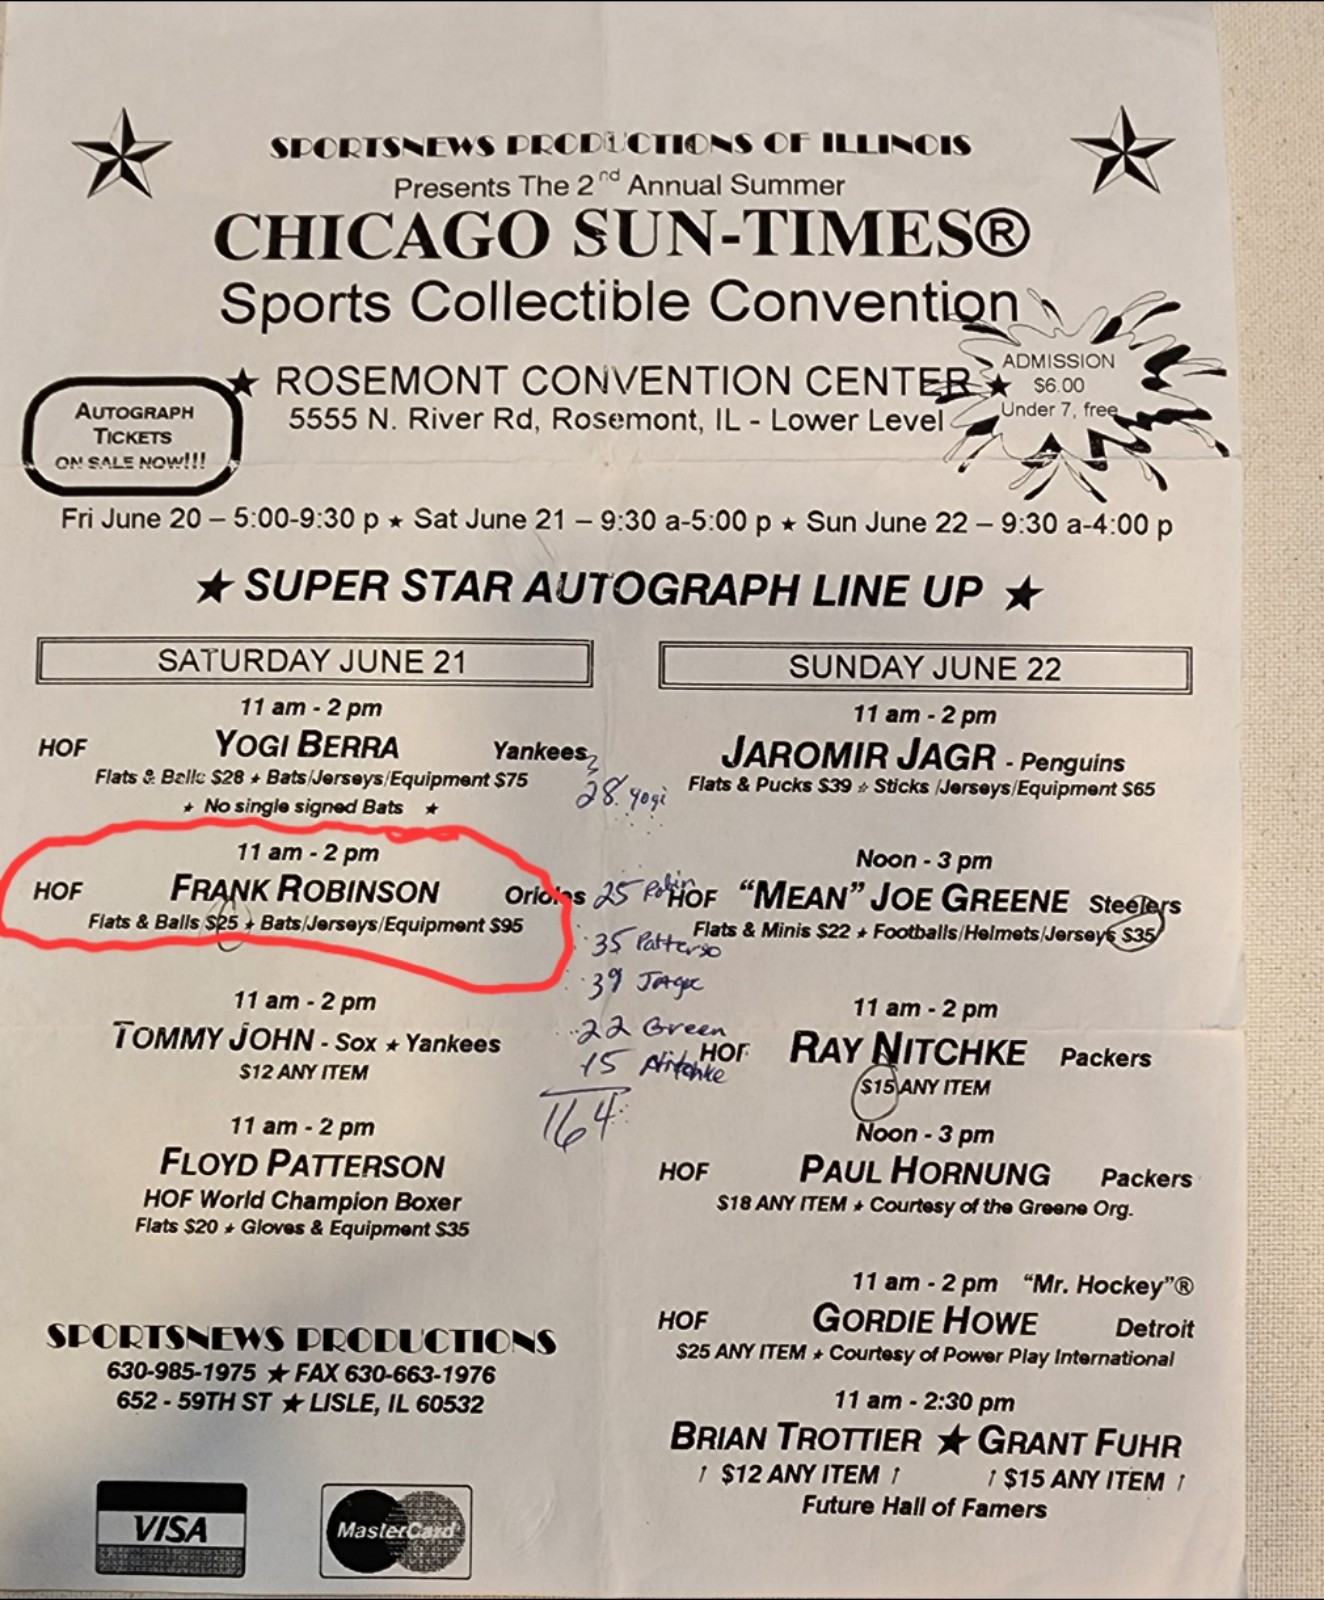 SPORTSNEWS PRODUCTIONS OF ILLINOIS
Presents The 2nd Annual Summer
CHICAGO SUN-TIMES®
Sports Collectible Convention
★ ROSEMONT CONVENTION CENTER ★
5555 N. River Rd, Rosemont, IL - Lower Level
ADMISSION
$6.00
Under 7, free
AUTOGRAPH
TICKETS
ON SALE NOW!!!
Fri June 20 – 5:00-9:30 p ★ Sat June 21 – 9:30 a-5:00 p ★ Sun June 22 – 9:30 a-4:00 p
★ SUPER STAR AUTOGRAPH LINE UP ★
SATURDAY JUNE 21
11 am - 2 pm
HOF YOGI BERRA Yankees
Flats & Balls $28 ★ Bats/Jerseys/Equipment $75
★ No single signed Bats ★
11 am - 2 pm
HOF FRANK ROBINSON Orioles
Flats & Balls $25 ★ Bats/Jerseys/Equipment $95
11 am - 2 pm
TOMMY JOHN - Sox ★ Yankees
$12 ANY ITEM
11 am - 2 pm
FLOYD PATTERSON
HOF World Champion Boxer
Flats $20 ★ Gloves & Equipment $35
SPORTSNEWS PRODUCTIONS
630-985-1975 ★ FAX 630-663-1976
652 - 59TH ST ★ LISLE, IL 60532
VISA
MasterCard
28. Yogi
25 Robin
35 Patterso
39 Jagr
22 Green
15 Nitchke
164
SUNDAY JUNE 22
11 am - 2 pm
JAROMIR JAGR - Penguins
Flats & Pucks $39 ☆ Sticks /Jerseys/Equipment $65
Noon - 3 pm
HOF “MEAN” JOE GREENE Steelers
Flats & Minis $22 ★ Footballs/Helmets/Jerseys $35
11 am - 2 pm
HOF RAY NITCHKE Packers
$15 ANY ITEM
Noon - 3 pm
HOF PAUL HORNUNG Packers
$18 ANY ITEM ★ Courtesy of the Greene Org.
11 am - 2 pm “Mr. Hockey”®
HOF GORDIE HOWE Detroit
$25 ANY ITEM ★ Courtesy of Power Play International
11 am - 2:30 pm
BRIAN TROTTIER ★ GRANT FUHR
↑ $12 ANY ITEM ↑ ↑ $15 ANY ITEM ↑
Future Hall of Famers